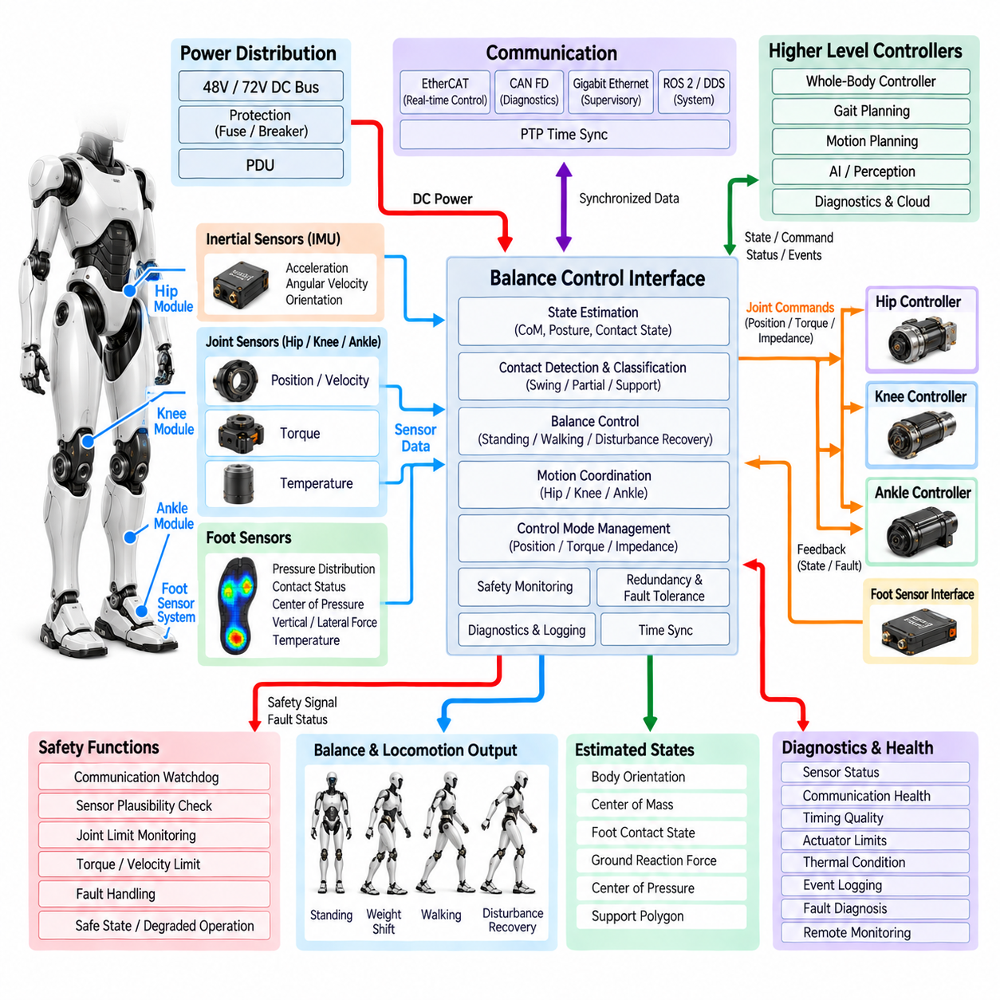 Power Distribution
48V / 72V DC Bus
Protection
(Fuse / Breaker)
PDU
Communication
EtherCAT
(Real-time Control)
CAN FD
(Diagnostics)
Gigabit Ethernet
(Supervisory)
ROS 2 / DDS
(System)
PTP Time Sync
Higher Level Controllers
Whole-Body Controller
Gait Planning
Motion Planning
AI / Perception
Diagnostics & Cloud
DC Power
Synchronized Data
State / Command
Status / Events
Hip
Module
Knee
Module
Ankle
Module
Foot
Sensor
System
Inertial Sensors (IMU)
Acceleration
Angular Velocity
Orientation
Joint Sensors (Hip / Knee / Ankle)
Position / Velocity
Torque
Temperature
Sensor
Data
Foot Sensors
Pressure Distribution
Contact Status
Center of Pressure
Vertical / Lateral Force
Temperature
Balance Control Interface
State Estimation
(CoM, Posture, Contact State)
Contact Detection & Classification
(Swing / Partial / Support)
Balance Control
(Standing / Walking / Disturbance Recovery)
Motion Coordination
(Hip / Knee / Ankle)
Control Mode Management
(Position / Torque / Impedance)
Safety Monitoring
Redundancy &
Fault Tolerance
Diagnostics & Logging
Time Sync
Joint Commands
(Position / Torque /
Impedance)
Hip Controller
Knee Controller
Ankle Controller
Feedback
(State / Fault)
Foot Sensor Interface
Safety Signal
Fault Status
Safety Functions
Communication Watchdog
Sensor Plausibility Check
Joint Limit Monitoring
Torque / Velocity Limit
Fault Handling
Safe State / Degraded Operation
Balance & Locomotion Output
Standing
Weight
Shift
Walking
Disturbance
Recovery
Estimated States
Body Orientation
Center of Mass
Foot Contact State
Ground Reaction Force
Center of Pressure
Support Polygon
Diagnostics & Health
Sensor Status
Communication Health
Timing Quality
Actuator Limits
Thermal Condition
Event Logging
Fault Diagnosis
Remote Monitoring